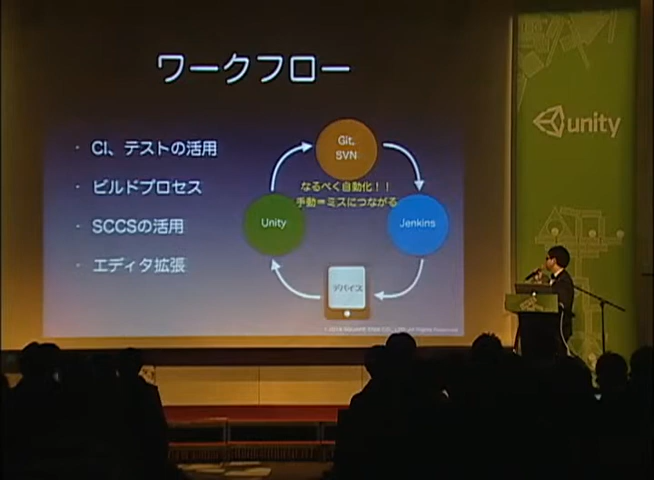 ワークフロー
・ CI、テストの活用
・ ビルドプロセス
・ SCCSの活用
・ エディタ拡張
Git,
SVN
なるべく自動化！！
手動＝ミスにつながる
Unity
Jenkins
デバイス
unity